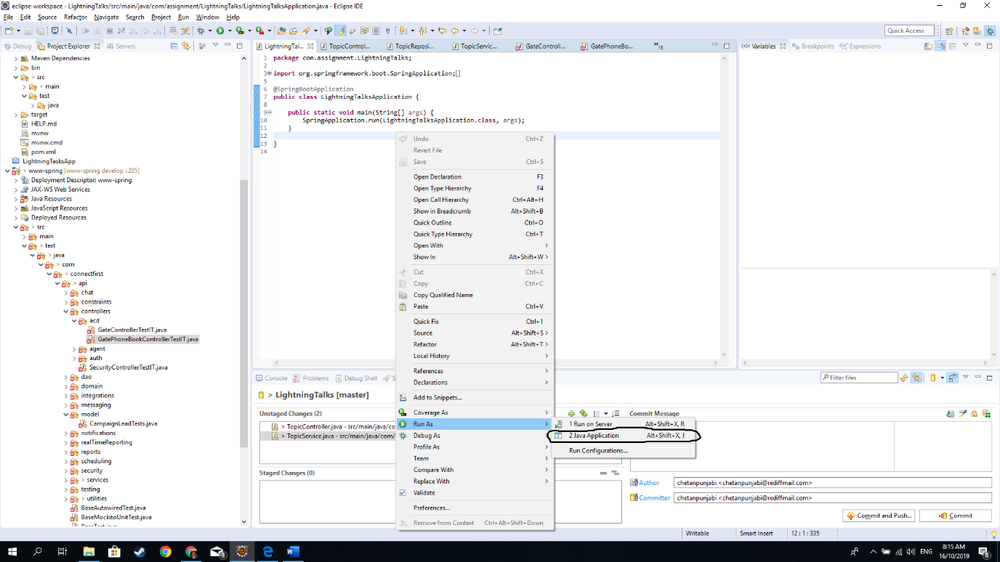 eclipse-workspace - LightningTalks/src/main/java/com/assignment/LightningTalks/LightningTalksApplication.java - Eclipse IDE
File Edit Source Refactor Navigate Search Project Run Window Help
Quick Access
Debug Project Explorer Servers
Maven Dependencies
bin
> src
> main
test
> java
target
HELP.md
mvnw
mvnw.cmd
pom.xml
LightningTasksApp
> www-spring [www-spring develop ↓205]
Deployment Descriptor: www-spring
JAX-WS Web Services
Java Resources
JavaScript Resources
Deployed Resources
> src
main
> test
> java
> com
> connectfirst
> api
chat
constraints
controllers
acd
GateControllerTestIT.java
GatePhoneBookControllerTestIT.java
agent
auth
SecurityControllerTestIT.java
dao
domain
integrations
messaging
model
CampaignLeadTests.java
notifications
realTimeReporting
reports
scheduling
security
> services
testing
> utilities
BaseAutowiredTest.java
BaseMockitoUnitTest.java
LightningTal... TopicControl... TopicReposi... TopicServic... GateControll... GatePhoneBo... »15
1 package com.assignment.LightningTalks;
2
3 import org.springframework.boot.SpringApplication;
5
6 @SpringBootApplication
7 public class LightningTalksApplication {
8
9 public static void main(String[] args) {
10 SpringApplication.run(LightningTalksApplication.class, args);
11 }
12
13 }
14
Undo Ctrl+Z
Revert File
Save Ctrl+S
Open Declaration F3
Open Type Hierarchy F4
Open Call Hierarchy Ctrl+Alt+H
Show in Breadcrumb Alt+Shift+B
Quick Outline Ctrl+O
Quick Type Hierarchy Ctrl+T
Open With
Show In Alt+Shift+W
Cut Ctrl+X
Copy Ctrl+C
Copy Qualified Name
Paste Ctrl+V
Quick Fix Ctrl+1
Source Alt+Shift+S
Refactor Alt+Shift+T
Local History
References
Declarations
Add to Snippets...
Coverage As
Run As
Debug As
Profile As
Team
Compare With
Replace With
Validate
Preferences...
Remove from Context Ctrl+Alt+Shift+Down
1 Run on Server Alt+Shift+X, R
2 Java Application Alt+Shift+X, J
Run Configurations...
(x)= Variables Breakpoints Expressions
Console Problems Debug Shell
Filter files
> LightningTalks [master]
Unstaged Changes (2)
> TopicController.java - src/main/java/co
> TopicService.java - src/main/java/com/
Staged Changes (0)
Commit Message
Author: chetanpunjabi <chetanpunjabi@rediffmail.com>
Committer: chetanpunjabi <chetanpunjabi@rediffmail.com>
Commit and Push... Commit
Writable Smart Insert 12 : 1 : 335
ENG
8:15 AM
16/10/2019